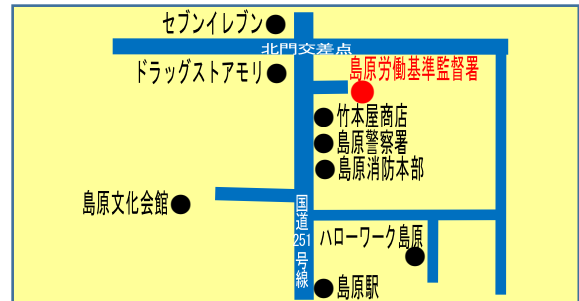 セブンイレブン
北門交差点
ドラッグストアモリ
島原労働基準監督署
竹本屋商店
島原警察署
島原消防本部
島原文化会館
国道251号線
ハローワーク島原
島原駅